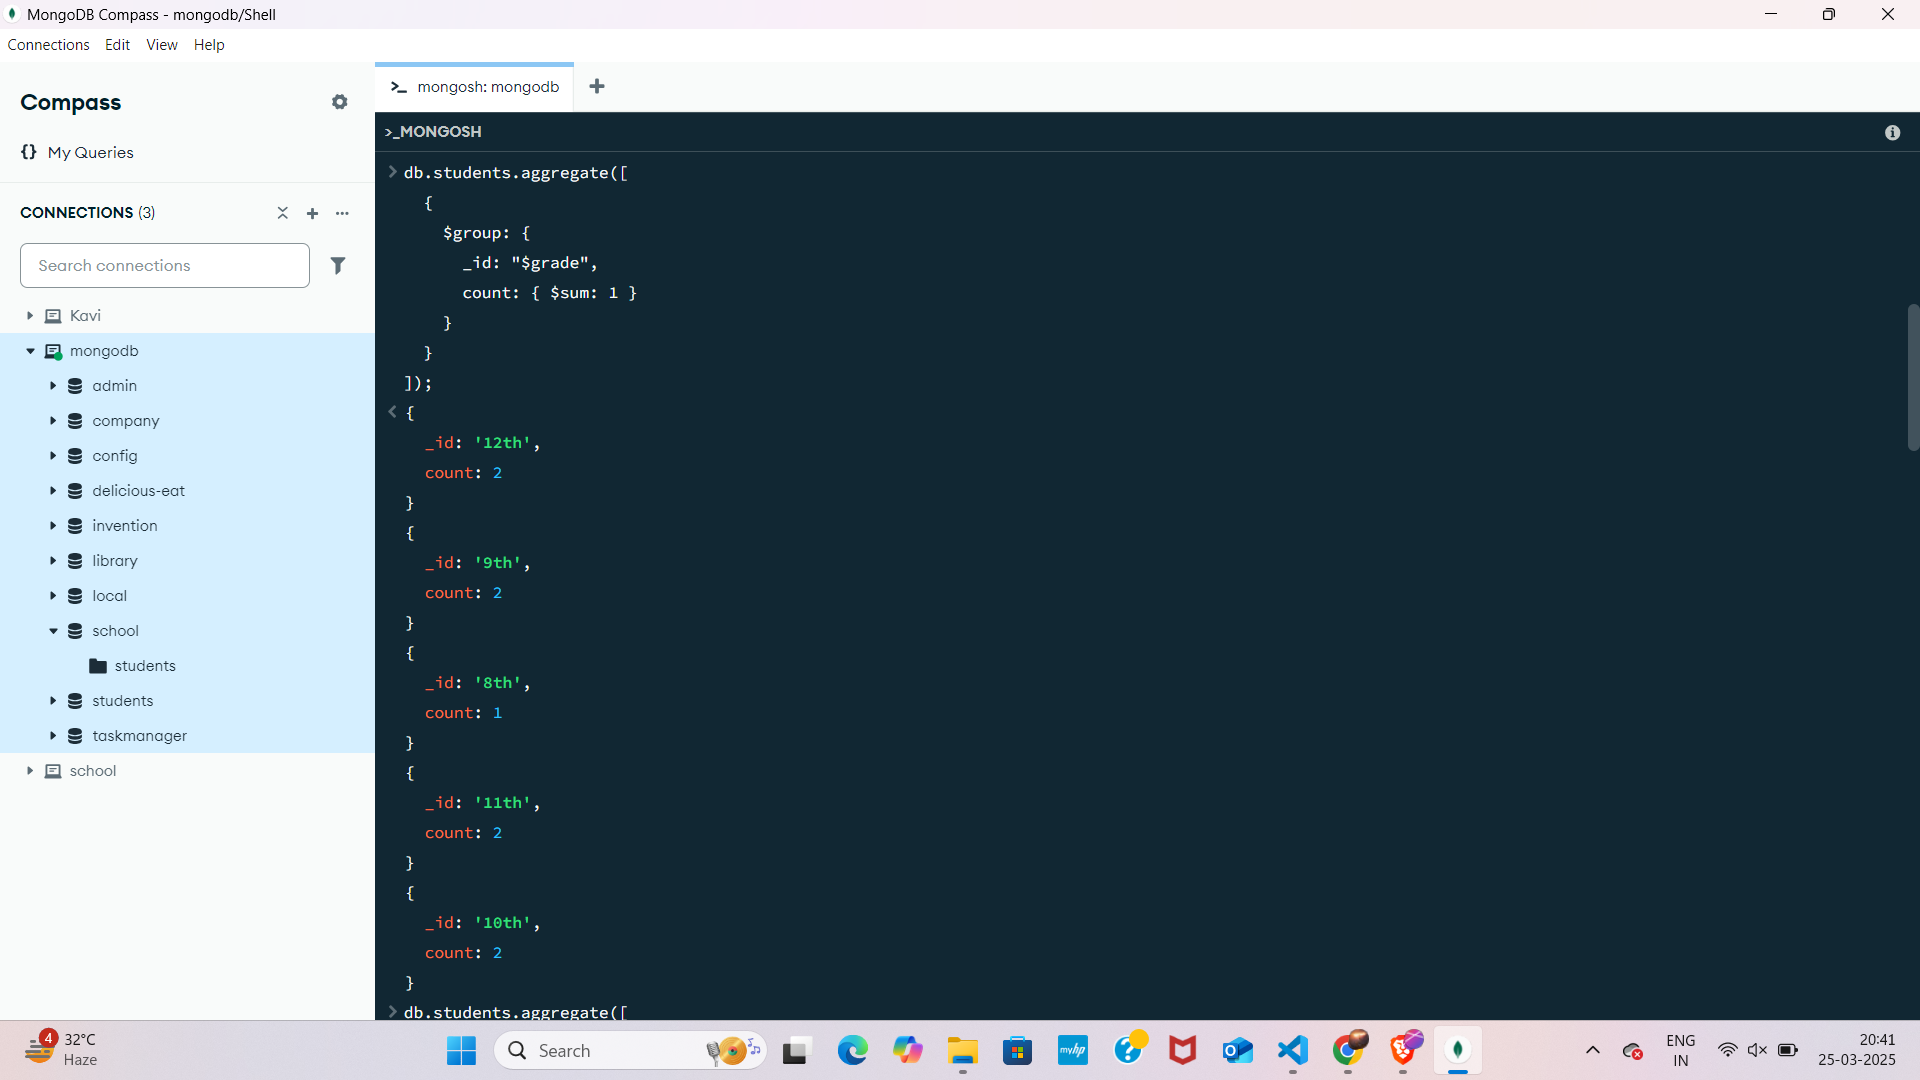 MongoDB Compass - mongodb/Shell
Connections Edit View Help
Compass
{} My Queries
CONNECTIONS (3)
Search connections
Kavi
mongodb
admin
company
config
delicious-eat
invention
library
local
school
students
students
taskmanager
school
>_ mongosh: mongodb +
>_MONGOSH
> db.students.aggregate([
{
$group: {
_id: "$grade",
count: { $sum: 1 }
}
}
]);
< {
_id: '12th',
count: 2
}
{
_id: '9th',
count: 2
}
{
_id: '8th',
count: 1
}
{
_id: '11th',
count: 2
}
{
_id: '10th',
count: 2
}
> db.students.aggregate([
4
32°C
Haze
Search
myhp
ENG
IN
20:41
25-03-2025